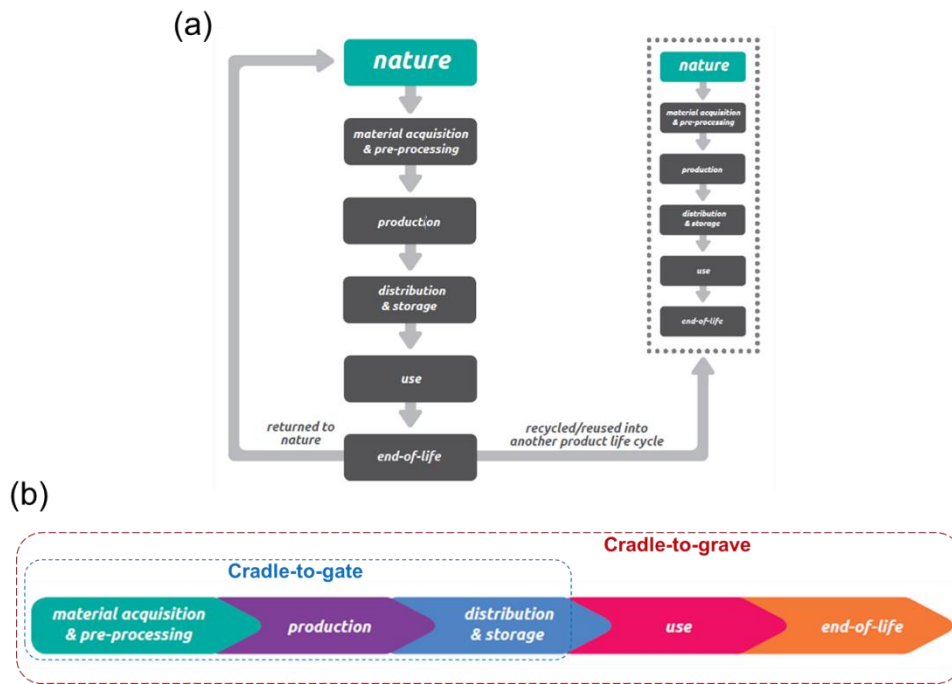 (a)
nature
material acquisition
& pre-processing
production
distribution
& storage
use
end-of-life
returned to
nature
recycled/reused into
another product life cycle
nature
material acquisition
& pre-processing
production
distribution
& storage
use
end-of-life
(b)
Cradle-to-grave
Cradle-to-gate
material acquisition
& pre-processing
production
distribution
& storage
use
end-of-life